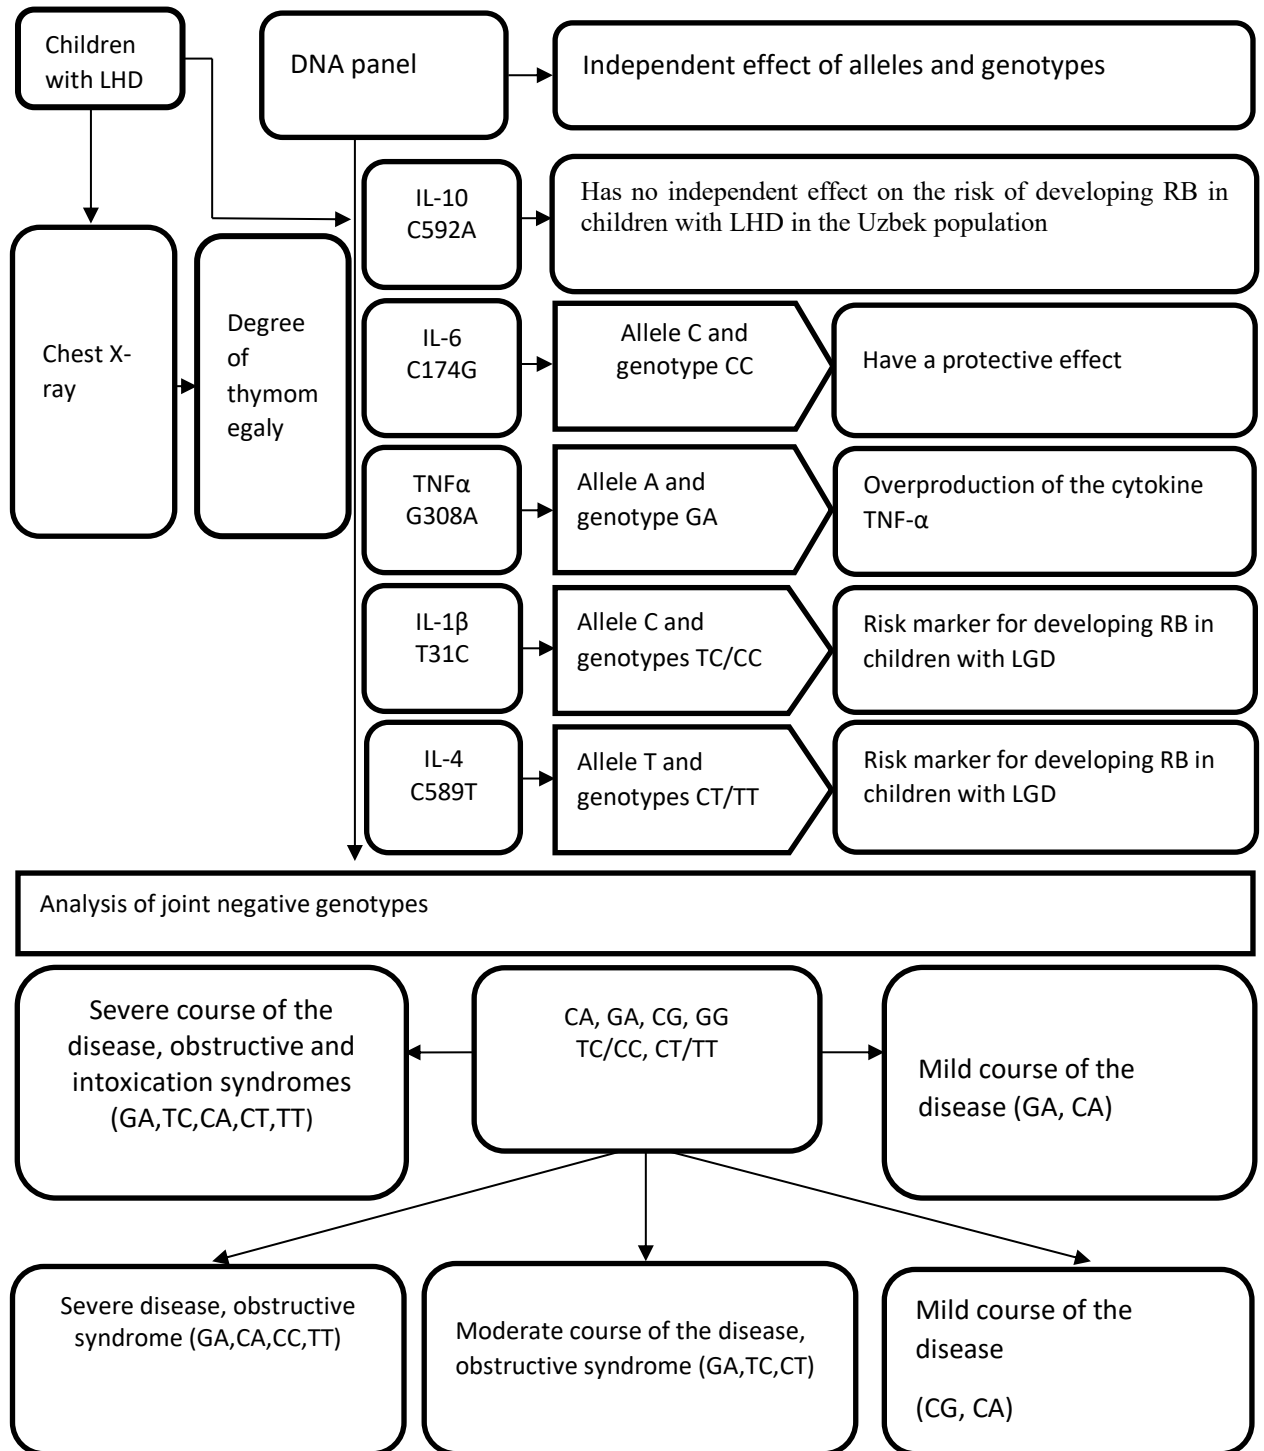 Children
with LHD
DNA panel
Independent effect of alleles and genotypes
IL-10
C592A
Has no independent effect on the risk of developing RB in
children with LHD in the Uzbek population
Chest X-
ray
Degree
of
thymom
egaly
IL-6
C174G
Allele C and
genotype CC
Have a protective effect
TNFα
G308A
Allele A and
genotype GA
Overproduction of the cytokine
TNF-α
IL-1β
T31C
Allele C and
genotypes TC/CC
Risk marker for developing RB in
children with LGD
IL-4
C589T
Allele T and
genotypes CT/TT
Risk marker for developing RB in
children with LGD
Analysis of joint negative genotypes
Severe course of the
disease, obstructive and
intoxication syndromes
(GA,TC,CA,CT,TT)
CA, GA, CG, GG
TC/CC, CT/TT
Mild course of the
disease (GA, CA)
Severe disease, obstructive
syndrome (GA,CA,CC,TT)
Moderate course of the disease,
obstructive syndrome (GA,TC,CT)
Mild course of the
disease
(CG, CA)